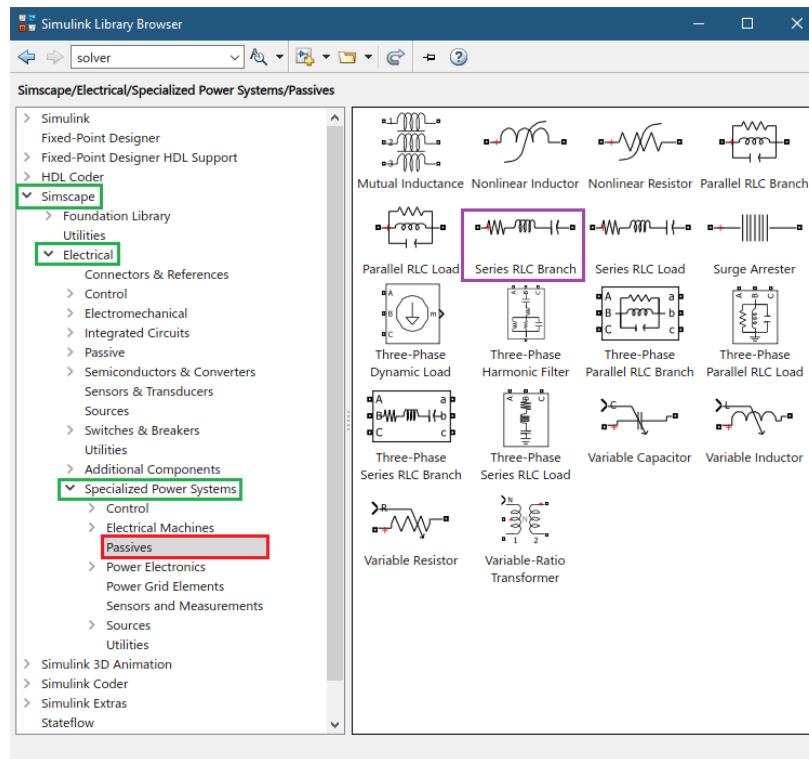 Simulink Library Browser
solver
Simscape/Electrical/Specialized Power Systems/Passives
Simulink
Fixed-Point Designer
Fixed-Point Designer HDL Support
HDL Coder
Simscape
Foundation Library
Utilities
Electrical
Connectors & References
Control
Electromechanical
Integrated Circuits
Passive
Semiconductors & Converters
Sensors & Transducers
Sources
Switches & Breakers
Utilities
Additional Components
Specialized Power Systems
Control
Electrical Machines
Passives
Power Electronics
Power Grid Elements
Sensors and Measurements
Sources
Utilities
Simulink 3D Animation
Simulink Coder
Simulink Extras
Stateflow
1
2
3
Mutual Inductance Nonlinear Inductor Nonlinear Resistor Parallel RLC Branch
Parallel RLC Load Series RLC Branch Series RLC Load Surge Arrester
A B C m
A B C
A B C a b c
A B C
Three-Phase Three-Phase Three-Phase Three-Phase
Dynamic Load Harmonic Filter Parallel RLC Branch Parallel RLC Load
A B C a b c
A B C
C
L
Three-Phase Three-Phase Variable Capacitor Variable Inductor
Series RLC Branch Series RLC Load
R
N
N
1 2
Variable Resistor Variable-Ratio
Transformer